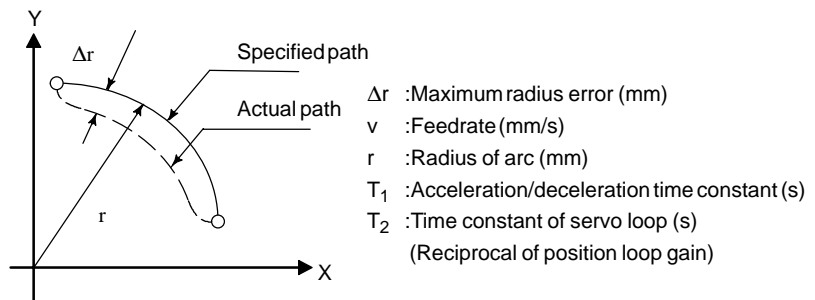 Y
Δr
Specified path
Actual path
r
X
Δr :Maximum radius error (mm)
v :Feedrate (mm/s)
r :Radius of arc (mm)
T1 :Acceleration/deceleration time constant (s)
T2 :Time constant of servo loop (s)
(Reciprocal of position loop gain)